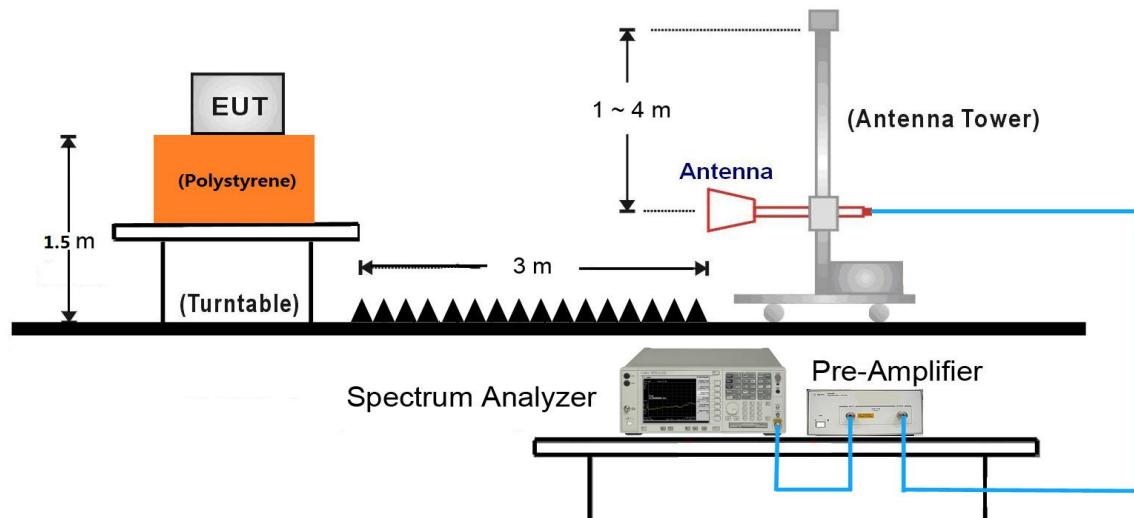 EUT
1 ~ 4 m
(Antenna Tower)
Antenna
(Polystyrene)
1.5 m
3 m
(Turntable)
Spectrum Analyzer
Pre-Amplifier